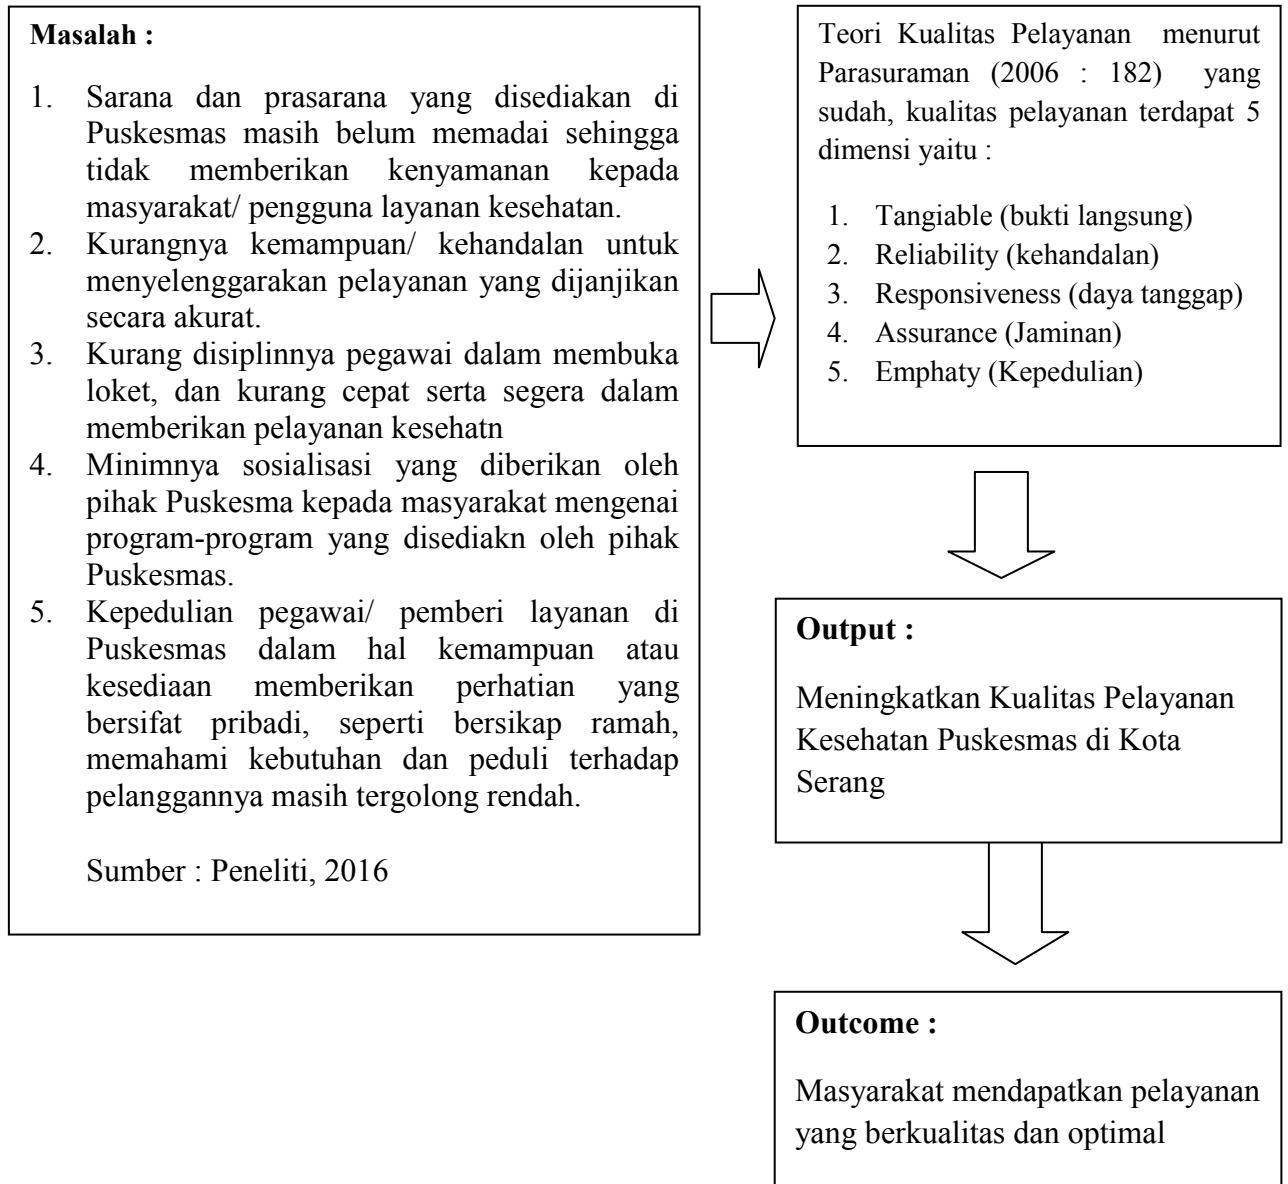 Masalah :
1. Sarana dan prasarana yang disediakan di
Puskesmas masih belum memadai sehingga
tidak memberikan kenyamanan kepada
masyarakat/ pengguna layanan kesehatan.
2. Kurangnya kemampuan/ kehandalan untuk
menyelenggarakan pelayanan yang dijanjikan
secara akurat.
3. Kurang disiplinnya pegawai dalam membuka
loket, dan kurang cepat serta segera dalam
memberikan pelayanan kesehatn
4. Minimnya sosialisasi yang diberikan oleh
pihak Puskesma kepada masyarakat mengenai
program-program yang disediakn oleh pihak
Puskesmas.
5. Kepedulian pegawai/ pemberi layanan di
Puskesmas dalam hal kemampuan atau
kesediaan memberikan perhatian yang
bersifat pribadi, seperti bersikap ramah,
memahami kebutuhan dan peduli terhadap
pelanggannya masih tergolong rendah.
Sumber : Peneliti, 2016
Teori Kualitas Pelayanan menurut
Parasuraman (2006 : 182) yang
sudah, kualitas pelayanan terdapat 5
dimensi yaitu :
1. Tangiable (bukti langsung)
2. Reliability (kehandalan)
3. Responsiveness (daya tanggap)
4. Assurance (Jaminan)
5. Emphaty (Kepedulian)
Output :
Meningkatkan Kualitas Pelayanan
Kesehatan Puskesmas di Kota
Serang
Outcome :
Masyarakat mendapatkan pelayanan
yang berkualitas dan optimal